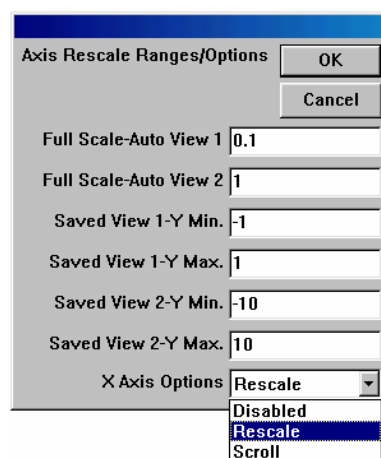 Axis Rescale Ranges/Options OK
Cancel
Full Scale-Auto View 1 0.1
Full Scale-Auto View 2 1
Saved View 1-Y Min. -1
Saved View 1-Y Max. 1
Saved View 2-Y Min. -10
Saved View 2-Y Max. 10
X Axis Options Rescale
Disabled
Rescale
Scroll